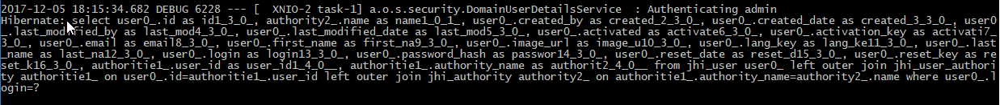 2017-12-05 18:15:34.682 DEBUG 6228 --- [  XNIO-2 task-1] a.o.s.security.DomainUserDetailsService  : Authenticating admin
Hibernate: select user0_.id as id1_3_0_, authority2_.name as name1_0_1_, user0_.created_by as created_2_3_0_, user0_.created_date as created_3_3_0_, user0
_.last_modified_by as last_mod4_3_0_, user0_.last_modified_date as last_mod5_3_0_, user0_.activated as activate6_3_0_, user0_.activation_key as activati7_
3_0_, user0_.email as email8_3_0_, user0_.first_name as first_na9_3_0_, user0_.image_url as image_u10_3_0_, user0_.lang_key as lang_ke11_3_0_, user0_.last
_name as last_na12_3_0_, user0_.login as login13_3_0_, user0_.password_hash as passwor14_3_0_, user0_.reset_date as reset_d15_3_0_, user0_.reset_key as re
set_k16_3_0_, authoritie1_.user_id as user_id1_4_0__, authoritie1_.authority_name as authorit2_4_0__ from jhi_user user0_ left outer join jhi_user_authori
ty authoritie1_ on user0_.id=authoritie1_.user_id left outer join jhi_authority authority2_ on authoritie1_.authority_name=authority2_.name where user0_.l
ogin=?